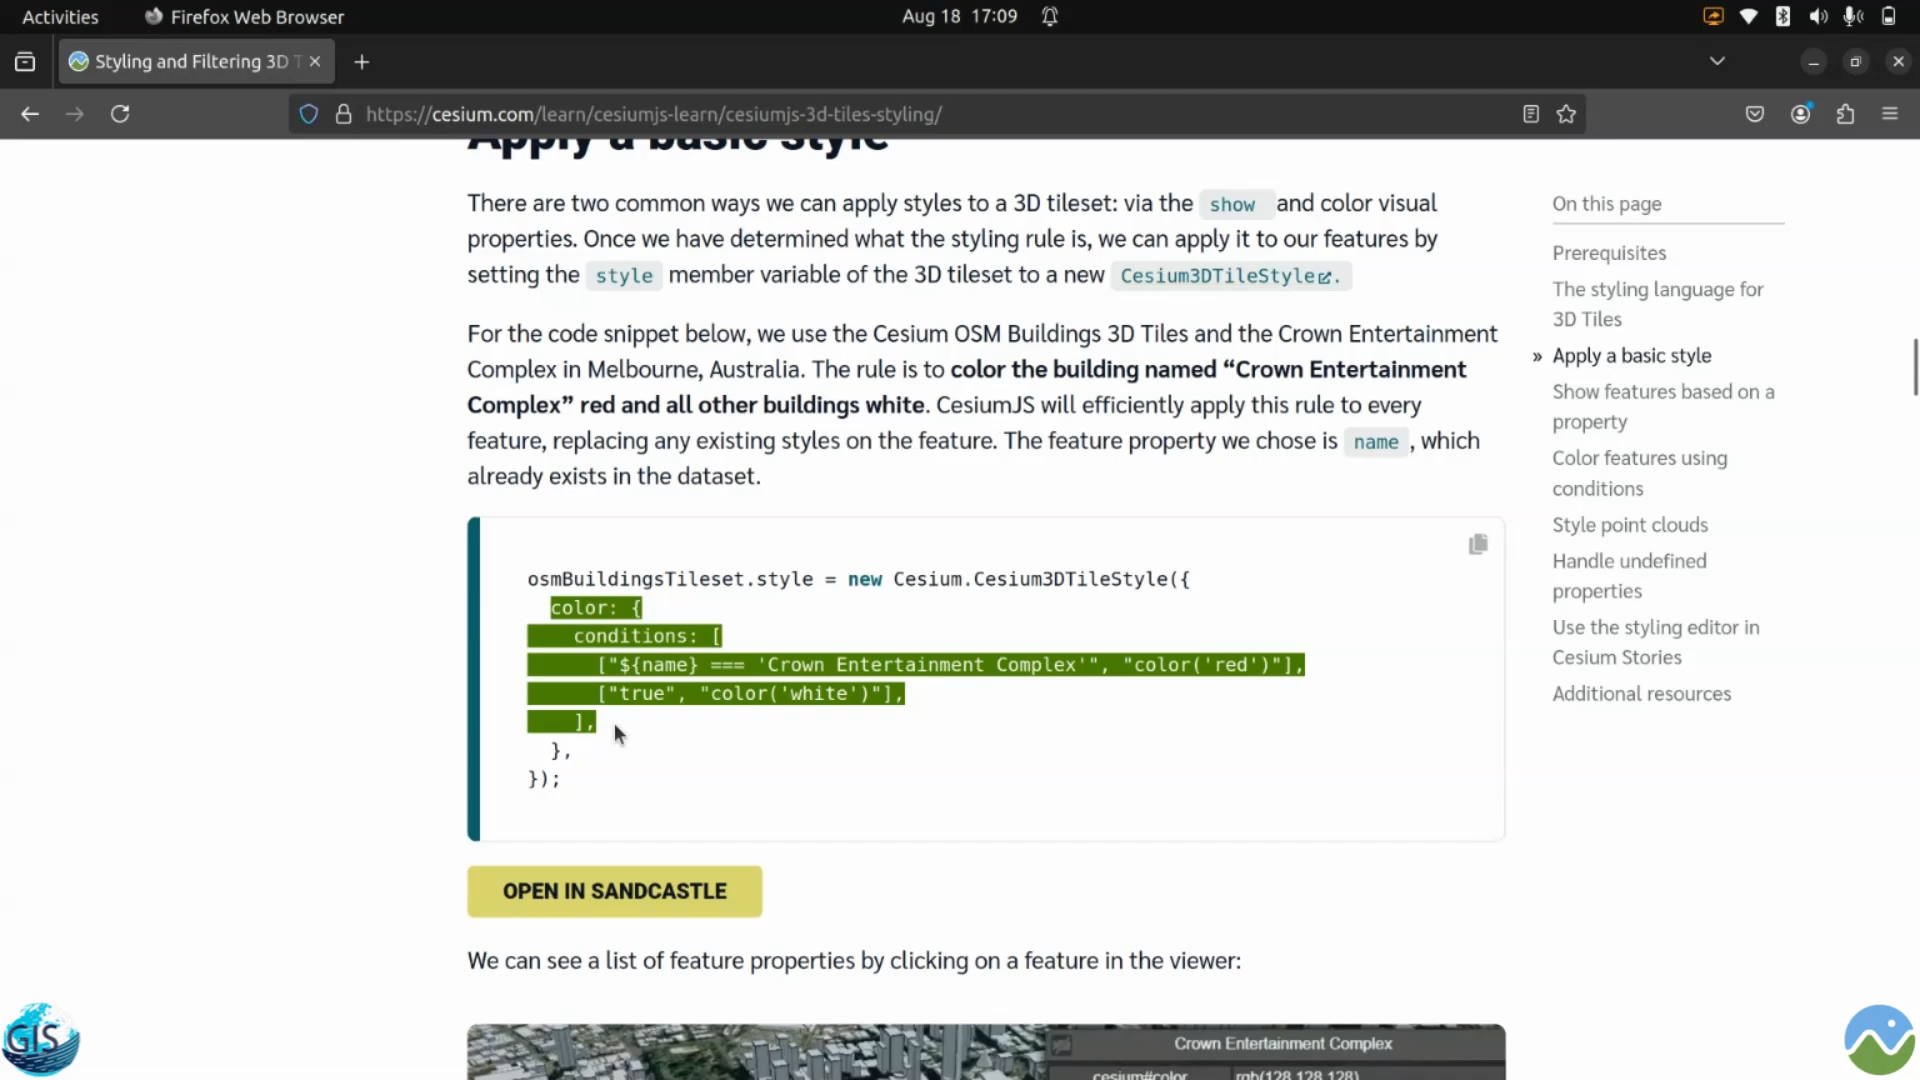 Activities
Firefox Web Browser
Aug 18 17:09
Styling and Filtering 3D T
https://cesium.com/learn/cesiumjs-learn/cesiumjs-3d-tiles-styling/
Apply a basic style
There are two common ways we can apply styles to a 3D tileset: via the show and color visual
properties. Once we have determined what the styling rule is, we can apply it to our features by
setting the style member variable of the 3D tileset to a new Cesium3DTileStyle.
For the code snippet below, we use the Cesium OSM Buildings 3D Tiles and the Crown Entertainment
Complex in Melbourne, Australia. The rule is to color the building named “Crown Entertainment
Complex” red and all other buildings white. CesiumJS will efficiently apply this rule to every
feature, replacing any existing styles on the feature. The feature property we chose is name, which
already exists in the dataset.
osmBuildingsTileset.style = new Cesium.Cesium3DTileStyle({
color: {
conditions: [
["${name} === 'Crown Entertainment Complex'", "color('red')"],
["true", "color('white')"],
],
},
});
OPEN IN SANDCASTLE
We can see a list of feature properties by clicking on a feature in the viewer:
Crown Entertainment Complex
cesium#color
rgb(128,128,128)
On this page
Prerequisites
The styling language for
3D Tiles
» Apply a basic style
Show features based on a
property
Color features using
conditions
Style point clouds
Handle undefined
properties
Use the styling editor in
Cesium Stories
Additional resources
GIS